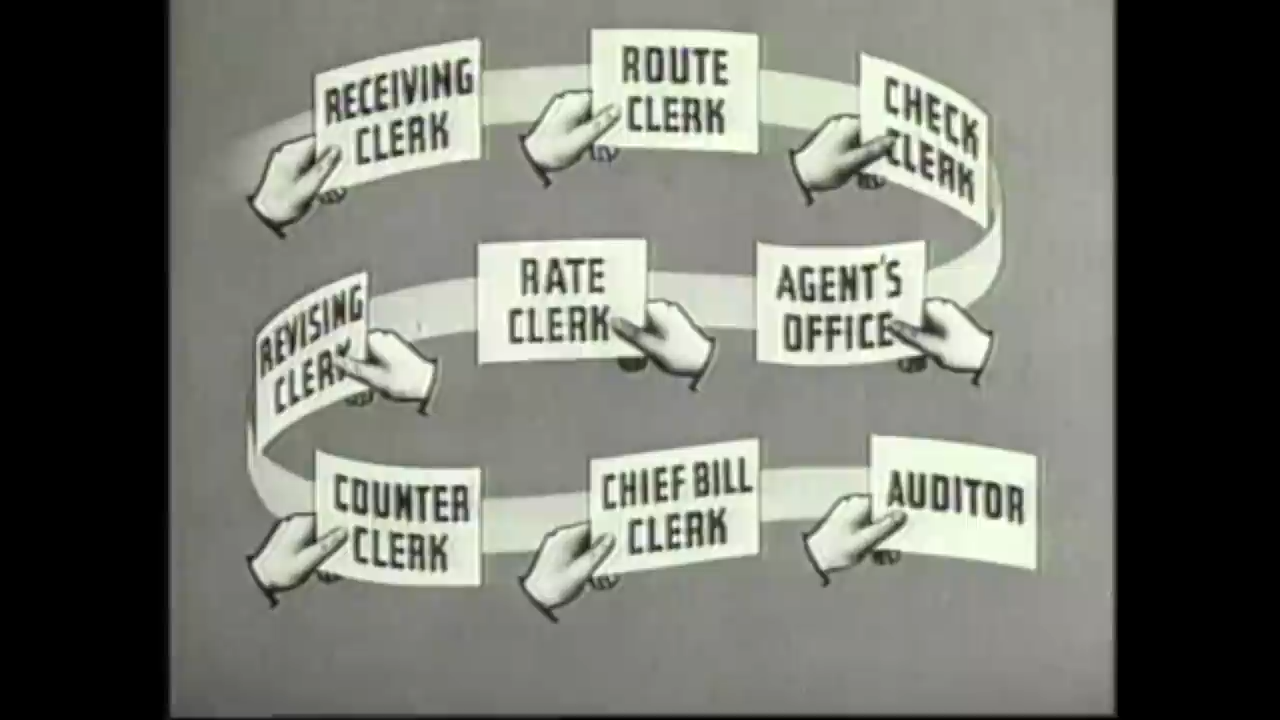 RECEIVING
CLERK
ROUTE
CLERK
CHECK
CLERK
AGENT'S
OFFICE
RATE
CLERK
REVISING
CLERK
COUNTER
CLERK
CHIEF BILL
CLERK
AUDITOR